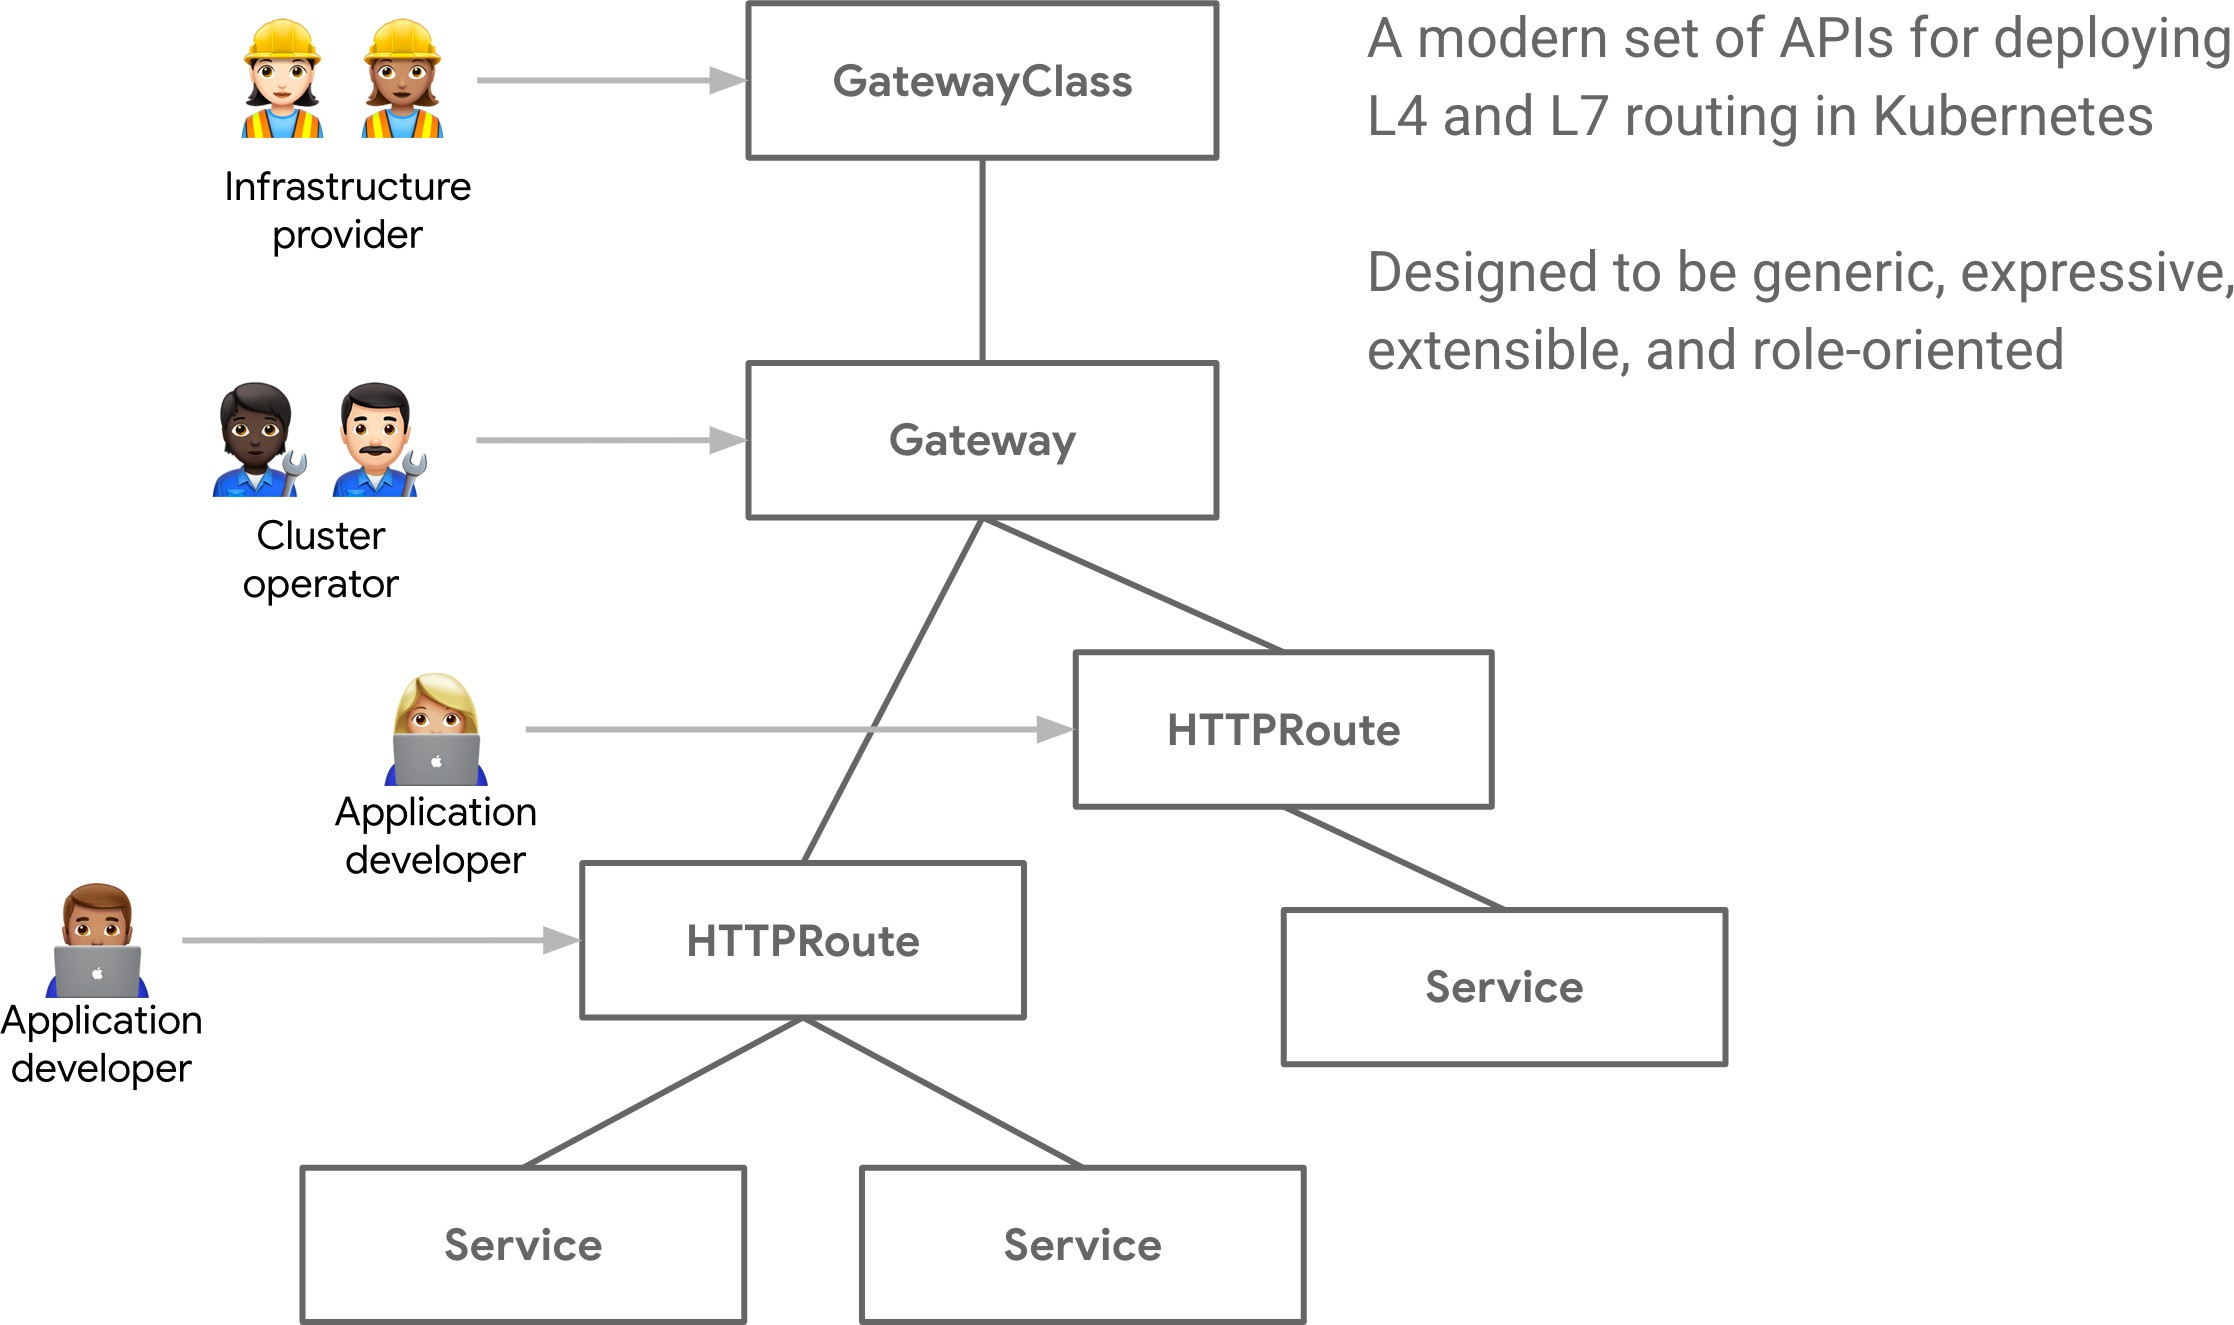 GatewayClass
A modern set of APIs for deploying
L4 and L7 routing in Kubernetes
Infrastructure
provider
Designed to be generic, expressive,
extensible, and role-oriented
Gateway
Cluster
operator
HTTPRoute
Application
developer
HTTPRoute
Service
Application
developer
Service
Service